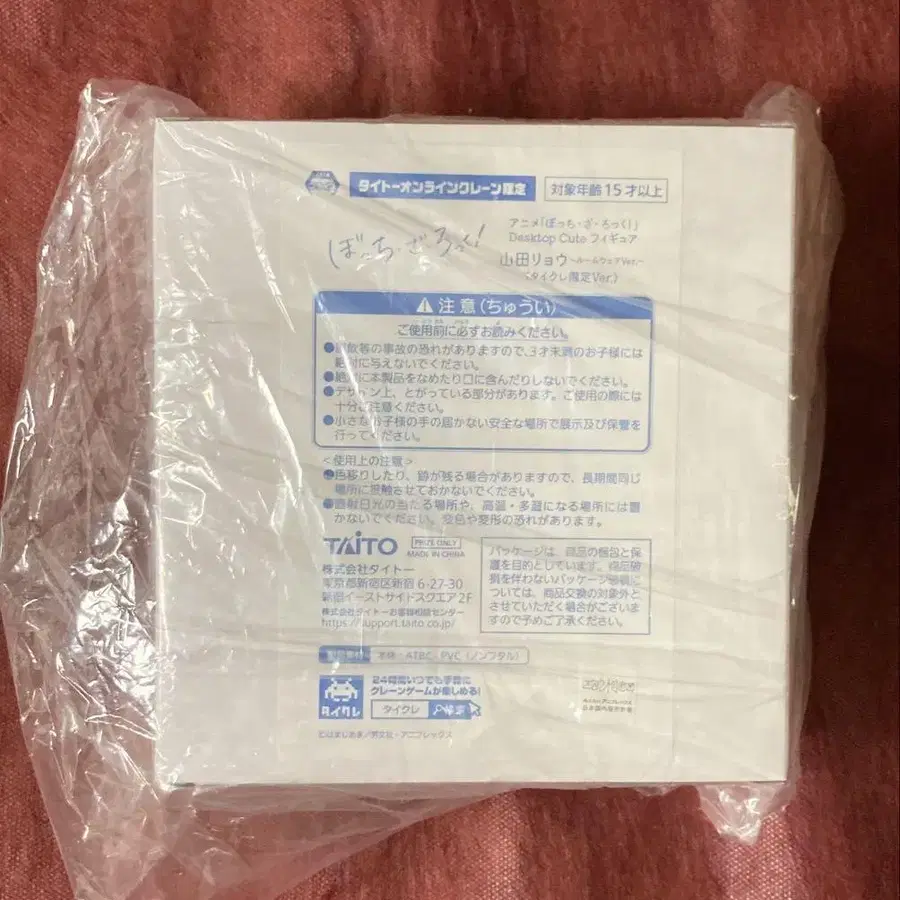 タイトーオンラインクレーン限定
対象年齢15才以上
ぼっち・ざ・ろっく!
アニメ「ぼっち・ざ・ろっく!」
Desktop Cute フィギュア
山田リョウ~ルームウェアVer.~
(タイクレ限定Ver.)
注意(ちゅうい)
ご使用前に必ずお読みください。
●誤飲等の事故の恐れがありますので、3才未満のお子様には
絶対に与えないでください。
●絶対に本製品をなめたり口に含んだりしないでください。
●デザイン上、とがっている部分があります。ご使用の際には
十分ご注意ください。
●小さなお子様の手の届かない安全な場所で展示及び保管を
行ってください。
<使用上の注意>
●色移りしたり、跡が残る場合がありますので、長期間同じ
場所に接触させておかないでください。
●直射日光の当たる場所や、高温・多湿になる場所には置
かないでください。変色や変形の恐れがあります。
TAITO
PRIZE ONLY
MADE IN CHINA
株式会社タイトー
東京都新宿区新宿 6-27-30
新宿イーストサイドスクエア 2F
株式会社タイトーお客様相談センター
https://support.taito.co.jp/
パッケージは、商品の梱包と保
護を目的としています。商品破
損を伴わないパッケージ破損に
ついては、商品交換の対象外と
させていただく場合がございま
すので予めご了承ください。
製品素材 本体:ATBC-PVC(ノンフタル)
タイクレ
24時間いつでも手軽に
クレーンゲームが楽しめる!
タイクレ 検索
©はまじあき/芳文社・アニプレックス